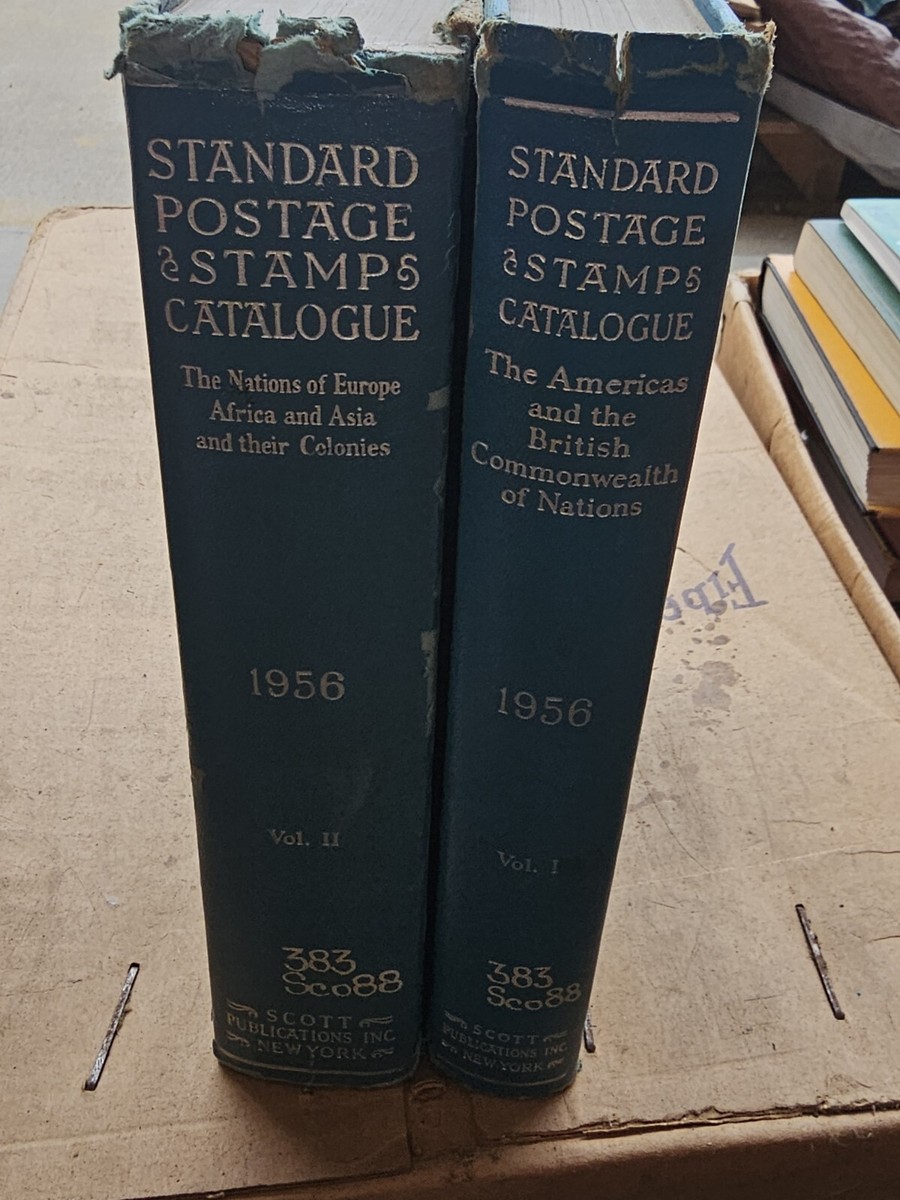 STANDARD
POSTAGE
STAMP
CATALOGUE
The Nations of Europe
Africa and Asia
and their Colonies
1956
Vol. II
383
Sco88
SCOTT
PUBLICATIONS INC
NEW YORK
STANDARD
POSTAGE
STAMP
CATALOGUE
The Americas
and the
British
Commonwealth
of Nations
1956
Vol. I
383
Sco88
SCOTT
PUBLICATIONS INC
NEW YORK